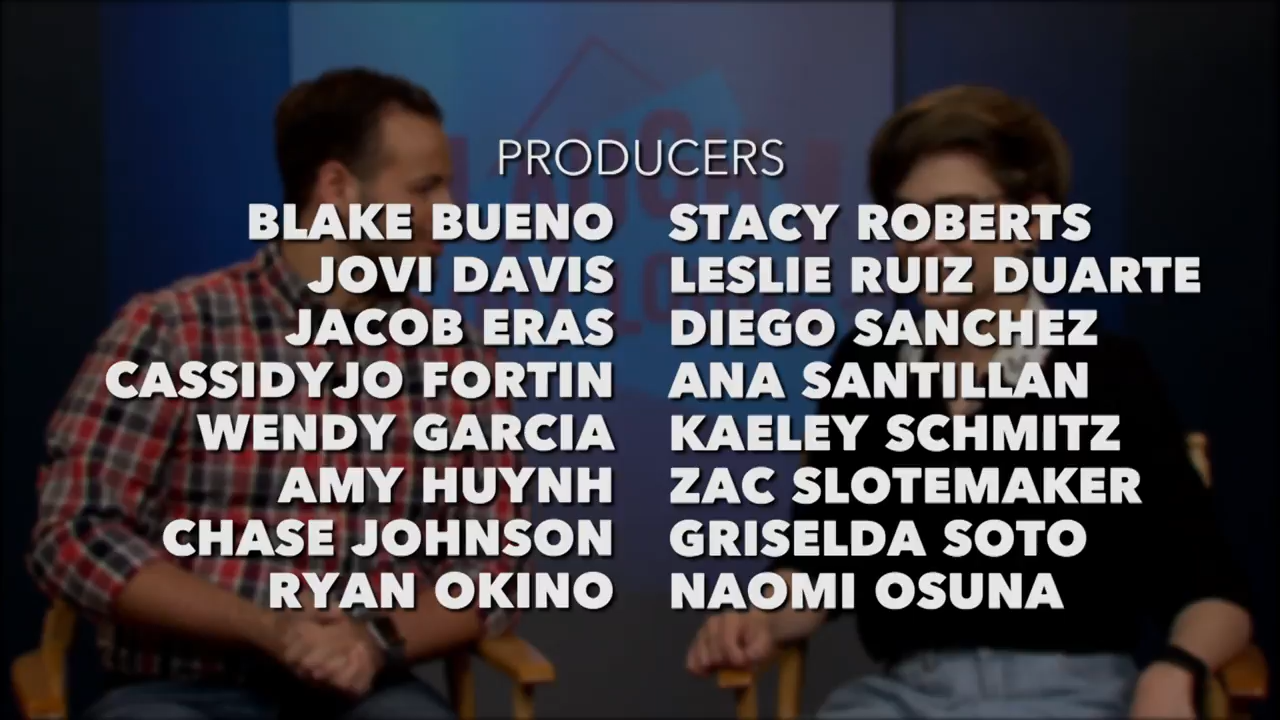 PRODUCERS
BLAKE BUENO
JOVI DAVIS
JACOB ERAS
CASSIDYJO FORTIN
WENDY GARCIA
AMY HUYNH
CHASE JOHNSON
RYAN OKINO
STACY ROBERTS
LESLIE RUIZ DUARTE
DIEGO SANCHEZ
ANA SANTILLAN
KAELEY SCHMITZ
ZAC SLOTEMAKER
GRISELDA SOTO
NAOMI OSUNA